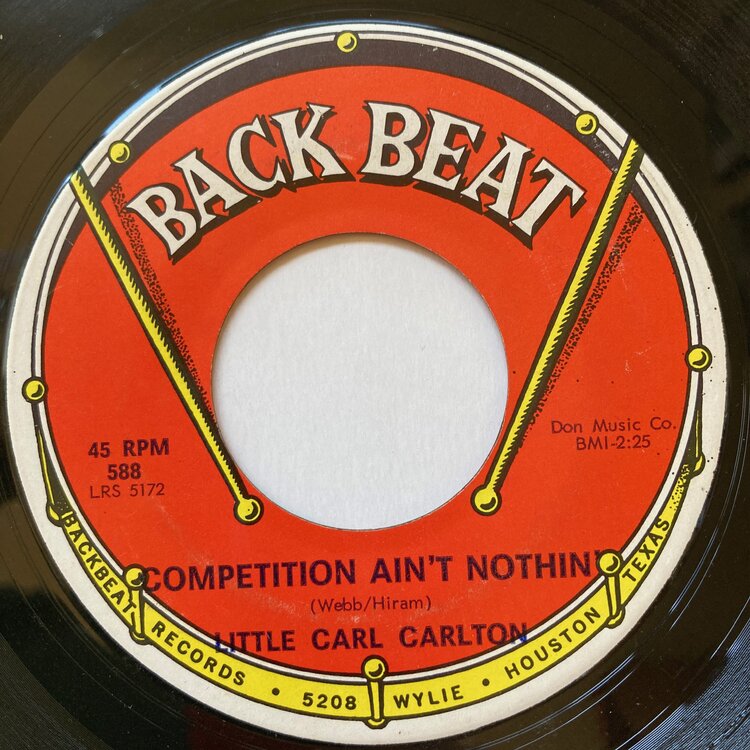 BACK BEAT
45 RPM
588
LRS 5172
Don Music Co.
BMI-2:25
COMPETITION AIN'T NOTHIN'
(Webb/Hiram)
LITTLE CARL CARLTON
BACKBEAT RECORDS • 5208 WYLIE • HOUSTON TEXAS